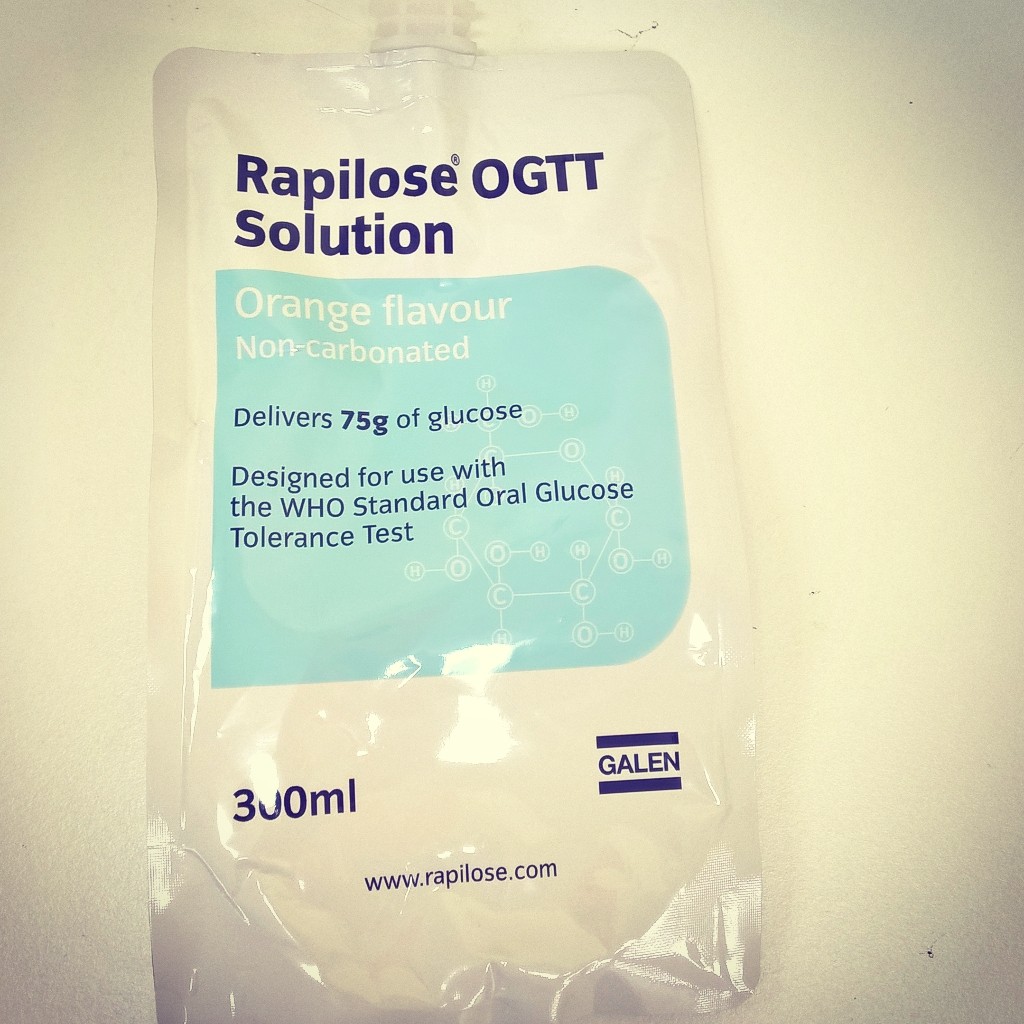 Rapilose® OGTT
Solution
Orange flavour
Non-carbonated
Delivers 75g of glucose
Designed for use with
the WHO Standard Oral Glucose
Tolerance Test
H
O H
O
H
H
C
C
H O
O H
H
O H
C
C
H
O H
300ml
GALEN
www.rapilose.com